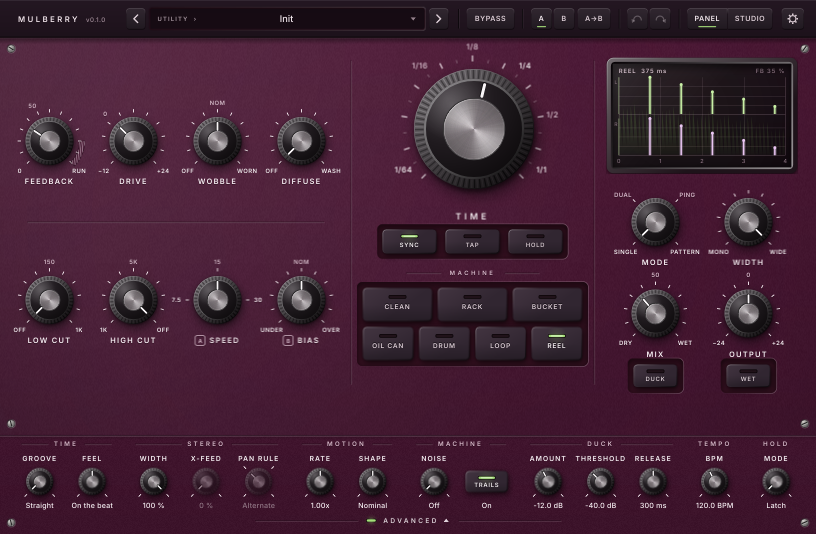 MULBERRY v0.1.0
UTILITY › Init
BYPASS A B A→B PANEL STUDIO
1/8
1/16 1/4
1/2
1/64 1/1
TIME
SYNC TAP HOLD
MACHINE
CLEAN RACK BUCKET
OIL CAN DRUM LOOP REEL
50 0 NOM
0 RUN −12 +24 OFF WORN OFF WASH
FEEDBACK DRIVE WOBBLE DIFFUSE
150 5K 15 NOM
7.5 30
OFF 1K 1K OFF UNDER OVER
LOW CUT HIGH CUT A SPEED B BIAS
REEL 375 ms FB 35 %
0 1 2 3 4
DUAL PING
SINGLE PATTERN MONO WIDE
MODE WIDTH
50 0
DRY WET −24 +24
MIX OUTPUT
DUCK WET
TIME STEREO MOTION MACHINE DUCK TEMPO HOLD
GROOVE FEEL WIDTH X-FEED PAN RULE RATE SHAPE NOISE AMOUNT THRESHOLD RELEASE BPM MODE
TRAILS
Straight On the beat 100 % 0 % Alternate 1.00x Nominal Off On -12.0 dB -40.0 dB 300 ms 120.0 BPM Latch
ADVANCED